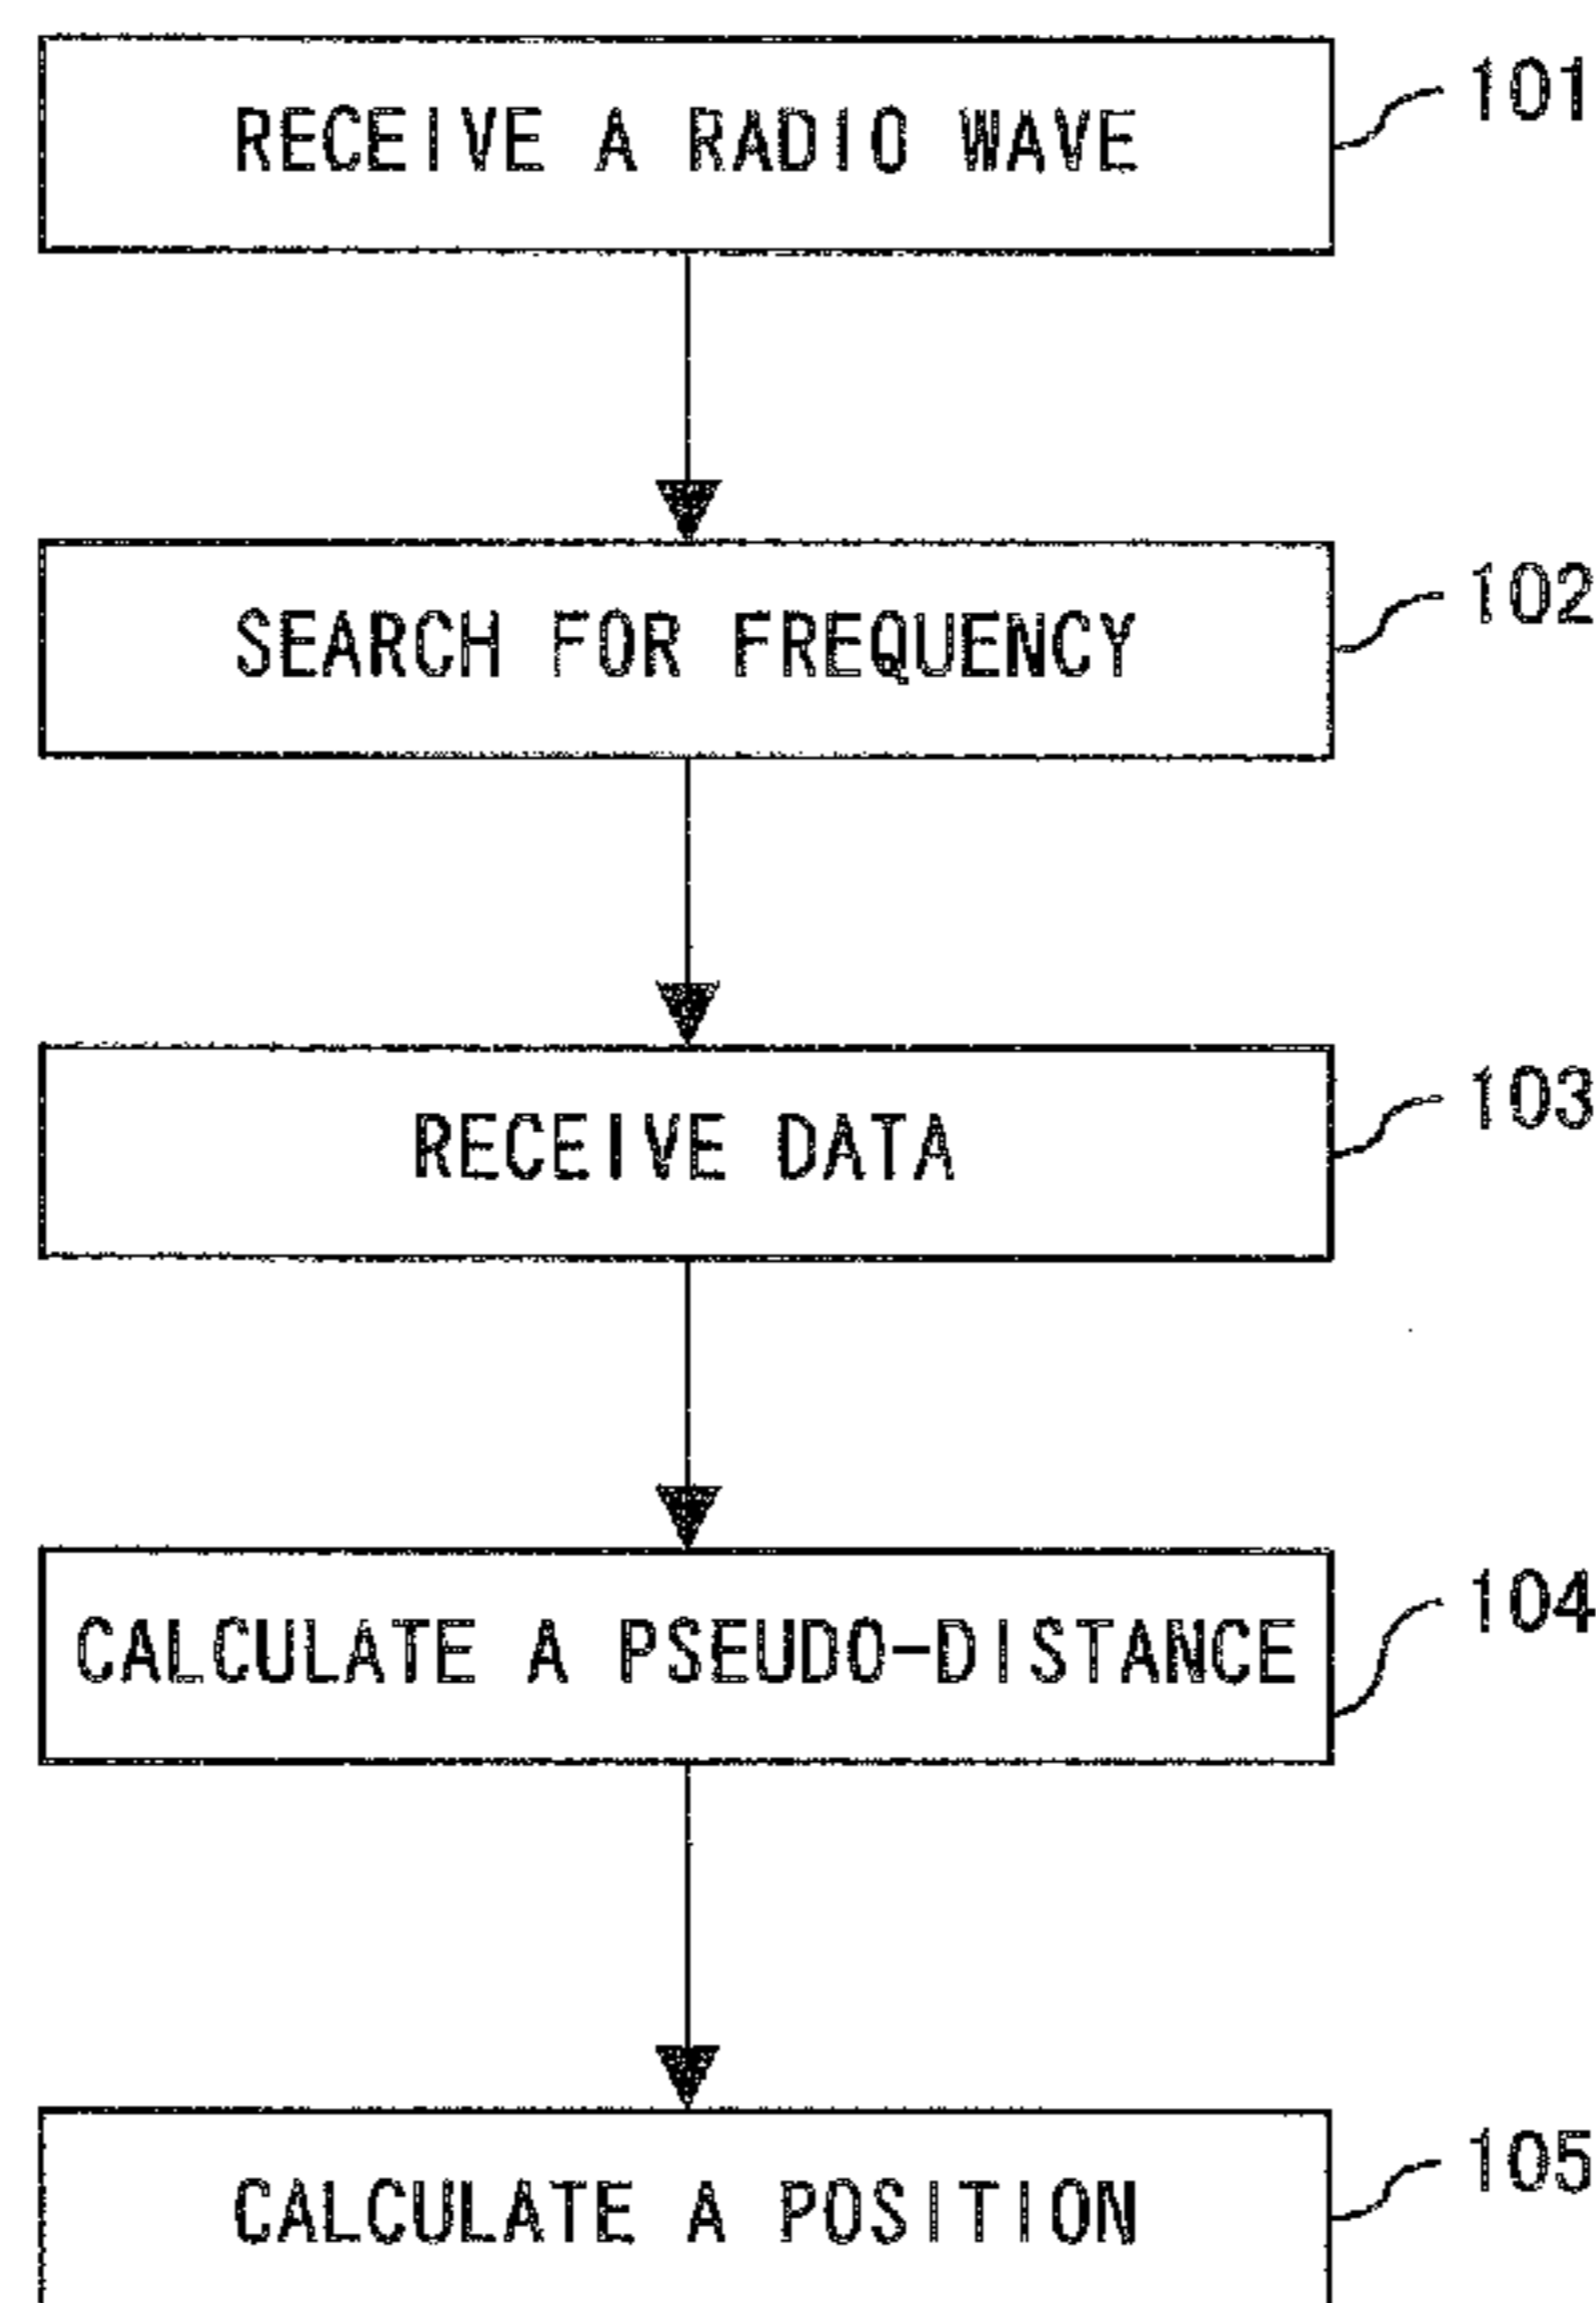 RECEIVE A RADIO WAVE
101
SEARCH FOR FREQUENCY
102
RECEIVE DATA
103
CALCULATE A PSEUDO-DISTANCE
104
CALCULATE A POSITION
105